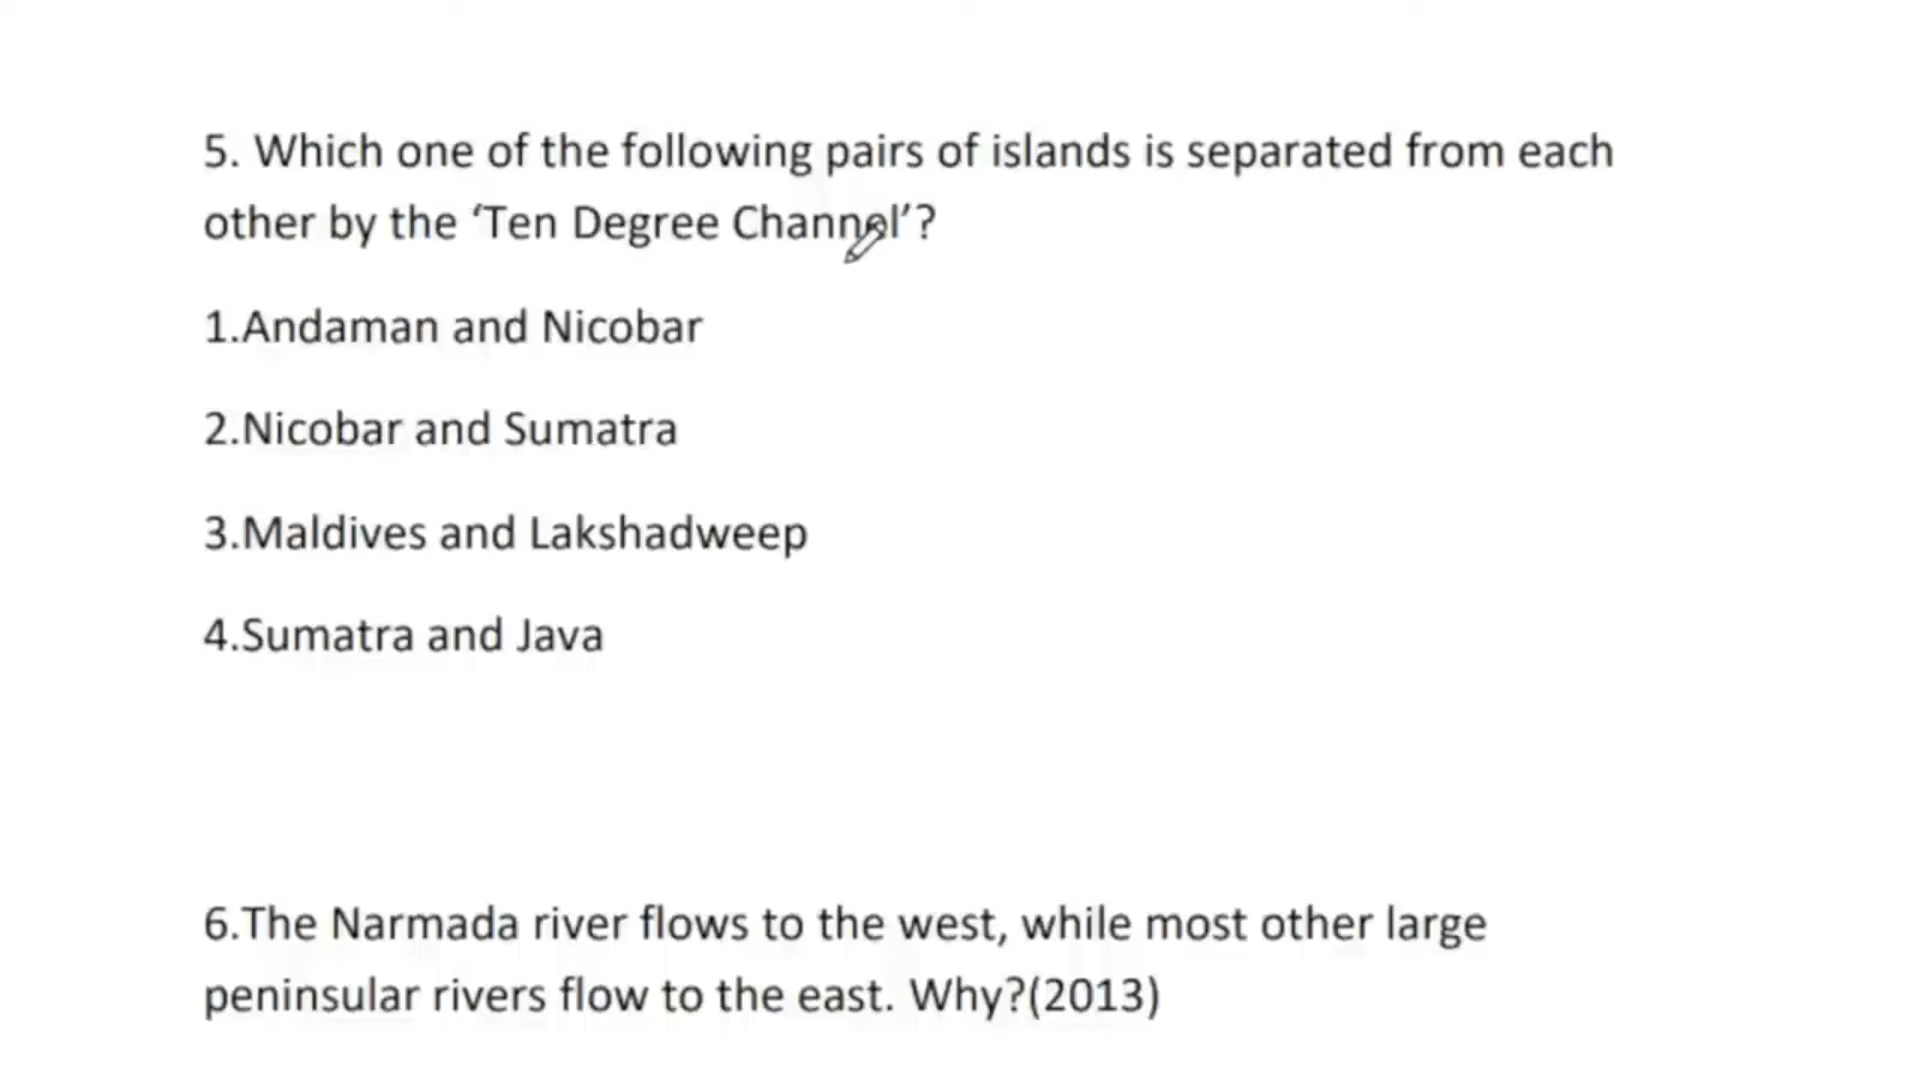 5. Which one of the following pairs of islands is separated from each
other by the ‘Ten Degree Channel’?
1.Andaman and Nicobar
2.Nicobar and Sumatra
3.Maldives and Lakshadweep
4.Sumatra and Java
6.The Narmada river flows to the west, while most other large
peninsular rivers flow to the east. Why?(2013)